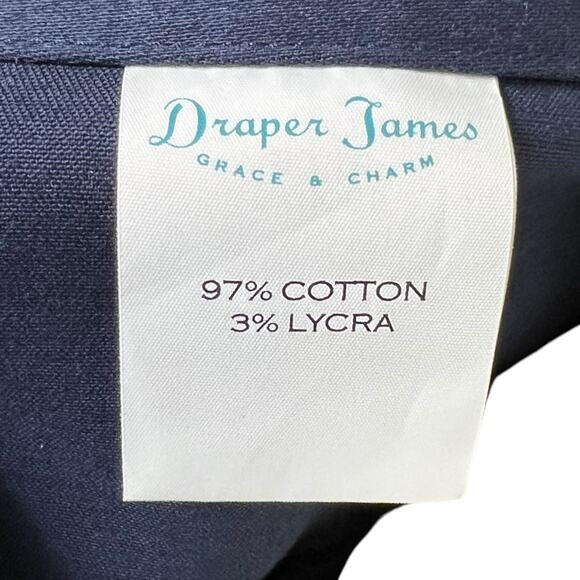 Draper James
GRACE & CHARM
97% COTTON
3% LYCRA